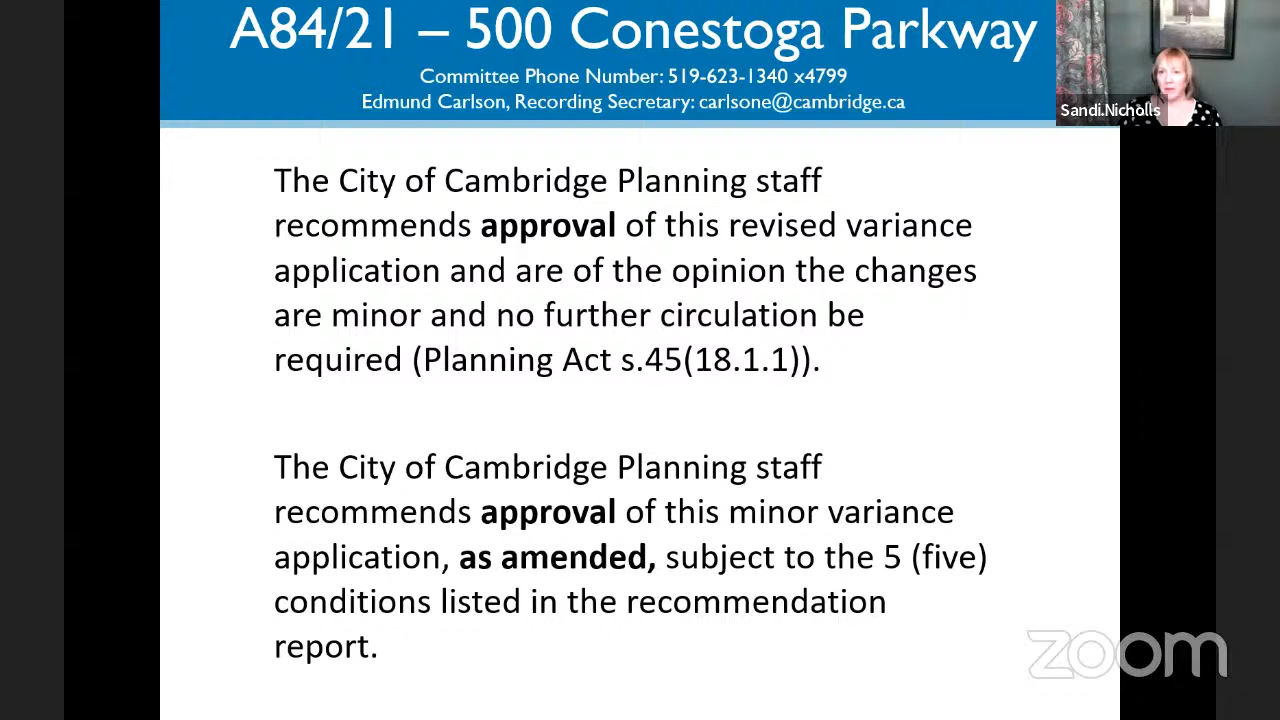 A84/21 – 500 Conestoga Parkway
Committee Phone Number: 519-623-1340 x4799
Edmund Carlson, Recording Secretary: carlsone@cambridge.ca
Sandi.Nicholls
The City of Cambridge Planning staff
recommends approval of this revised variance
application and are of the opinion the changes
are minor and no further circulation be
required (Planning Act s.45(18.1.1)).
The City of Cambridge Planning staff
recommends approval of this minor variance
application, as amended, subject to the 5 (five)
conditions listed in the recommendation
report.
zoom